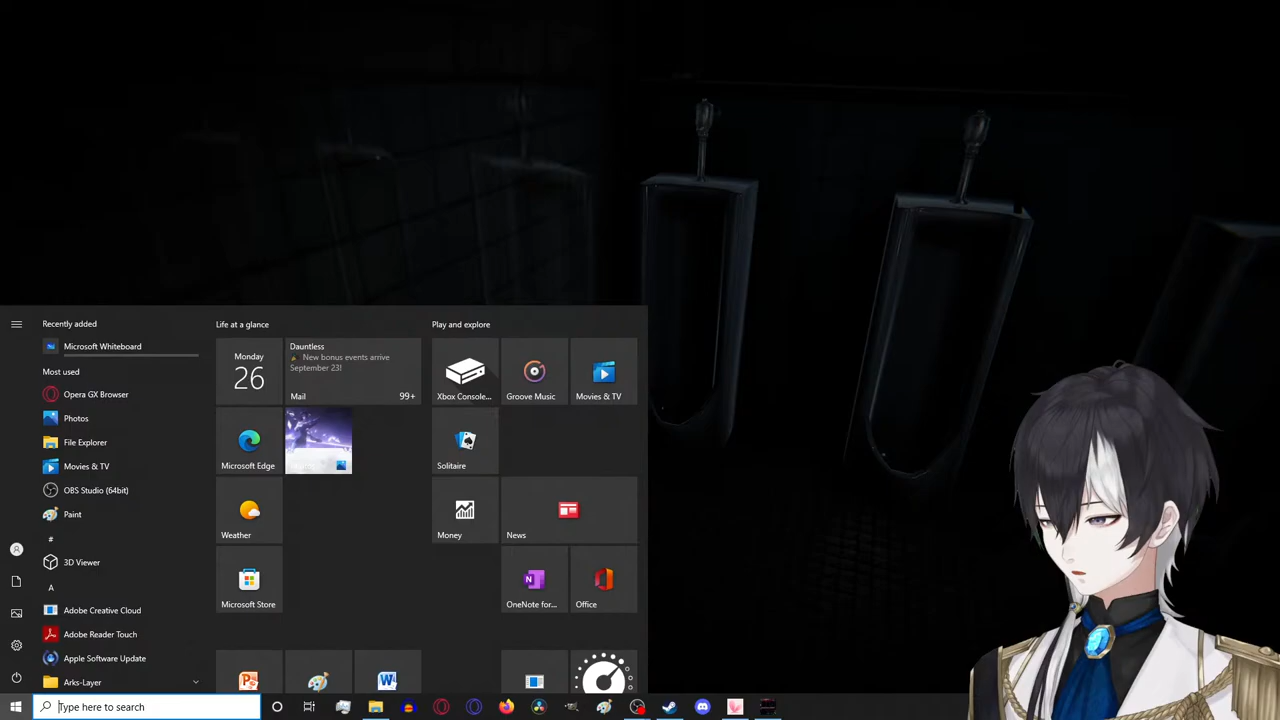 Recently added
Microsoft Whiteboard
Most used
Opera GX Browser
Photos
File Explorer
Movies & TV
OBS Studio (64bit)
Paint
#
3D Viewer
A
Adobe Creative Cloud
Adobe Reader Touch
Apple Software Update
Arks-Layer
Life at a glance
Monday
26
Dauntless
New bonus events arrive
September 23!
Mail
99+
Microsoft Edge
Weather
Microsoft Store
Play and explore
Xbox Console...
Groove Music
Movies & TV
Solitaire
Money
News
OneNote for...
Office
Type here to search